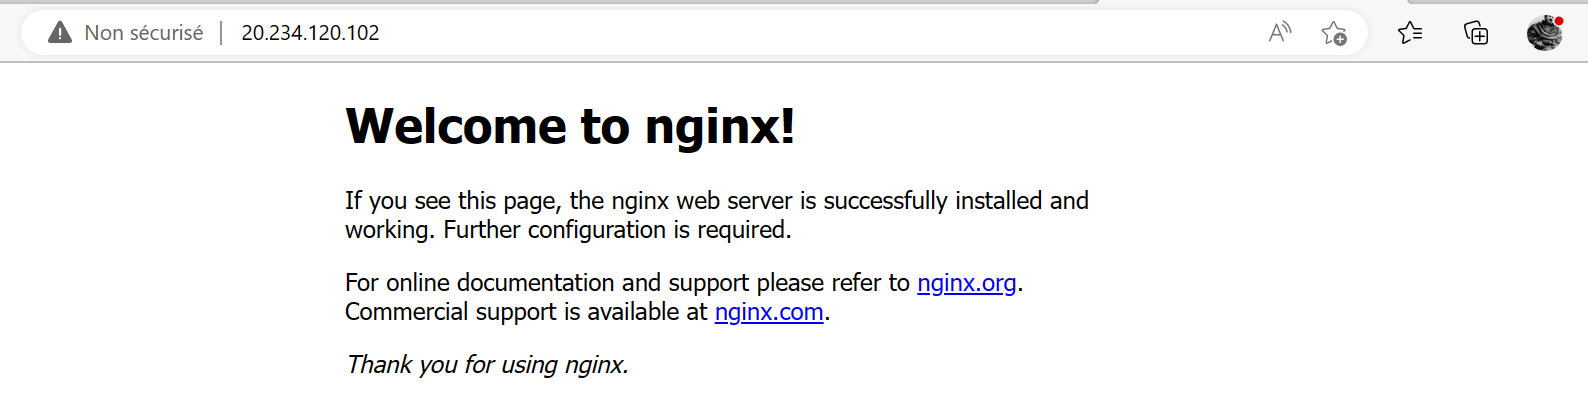 Non sécurisé | 20.234.120.102
Welcome to nginx!
If you see this page, the nginx web server is successfully installed and
working. Further configuration is required.
For online documentation and support please refer to nginx.org.
Commercial support is available at nginx.com.
Thank you for using nginx.